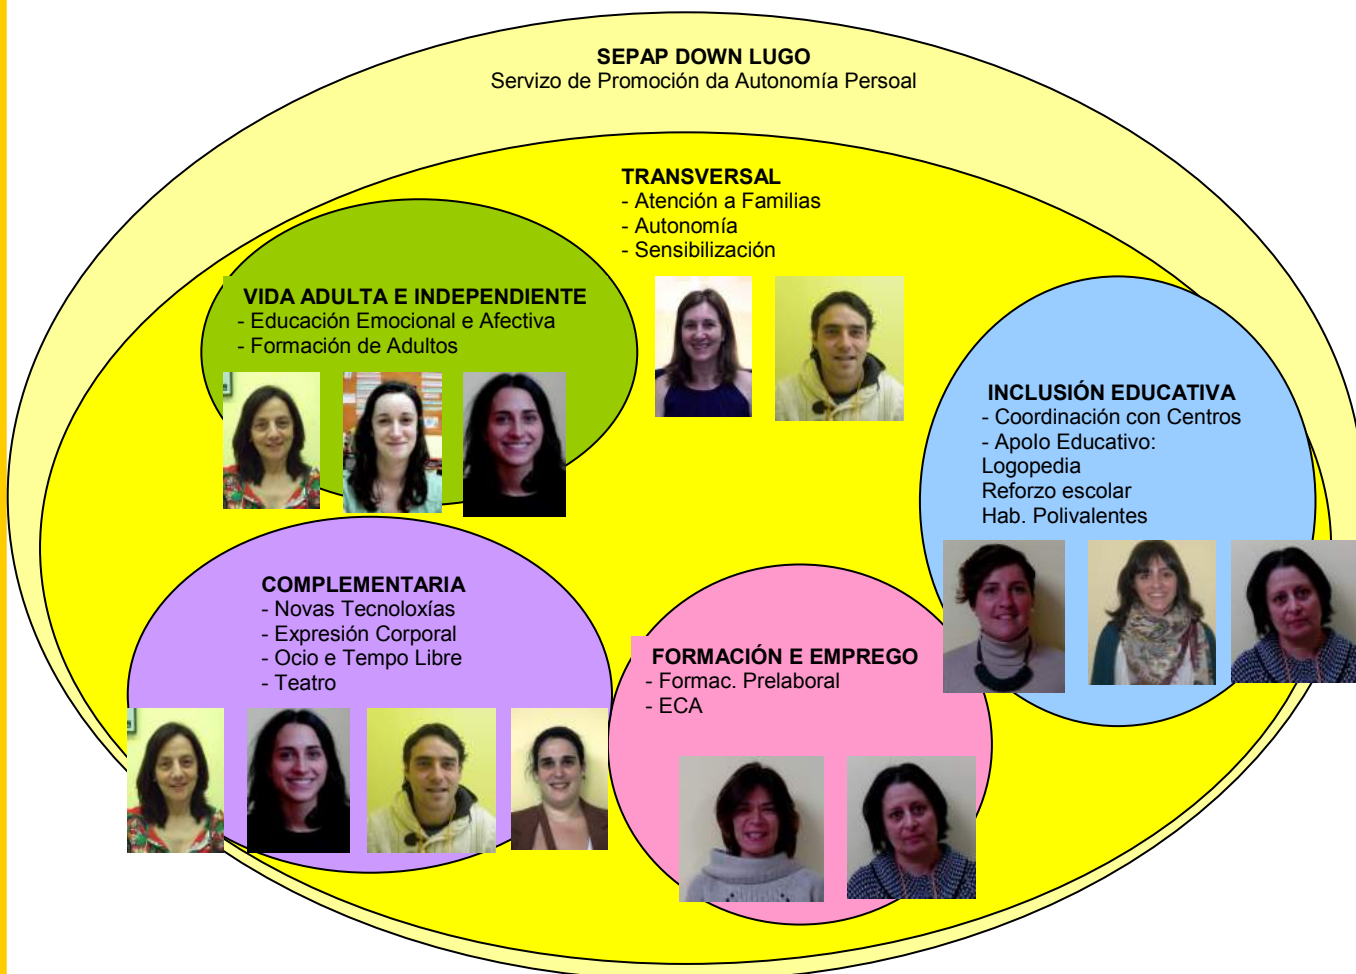 SEPAP DOWN LUGO
Servizo de Promoción da Autonomía Persoal
TRANSVERSAL
- Atención a Familias
- Autonomía
- Sensibilización
VIDA ADULTA E INDEPENDIENTE
- Educación Emocional e Afectiva
- Formación de Adultos
INCLUSIÓN EDUCATIVA
- Coordinación con Centros
- Apolo Educativo:
Logopedia
Reforzo escolar
Hab. Polivalentes
COMPLEMENTARIA
- Novas Tecnoloxías
- Expresión Corporal
- Ocio e Tempo Libre
- Teatro
FORMACIÓN E EMPREGO
- Formac. Prelaboral
- ECA